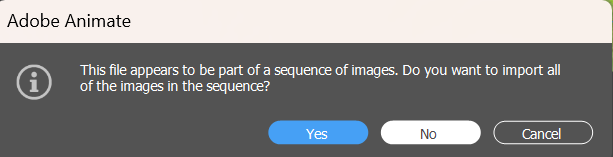 Adobe Animate
This file appears to be part of a sequence of images. Do you want to import all
of the images in the sequence?
Yes
No
Cancel